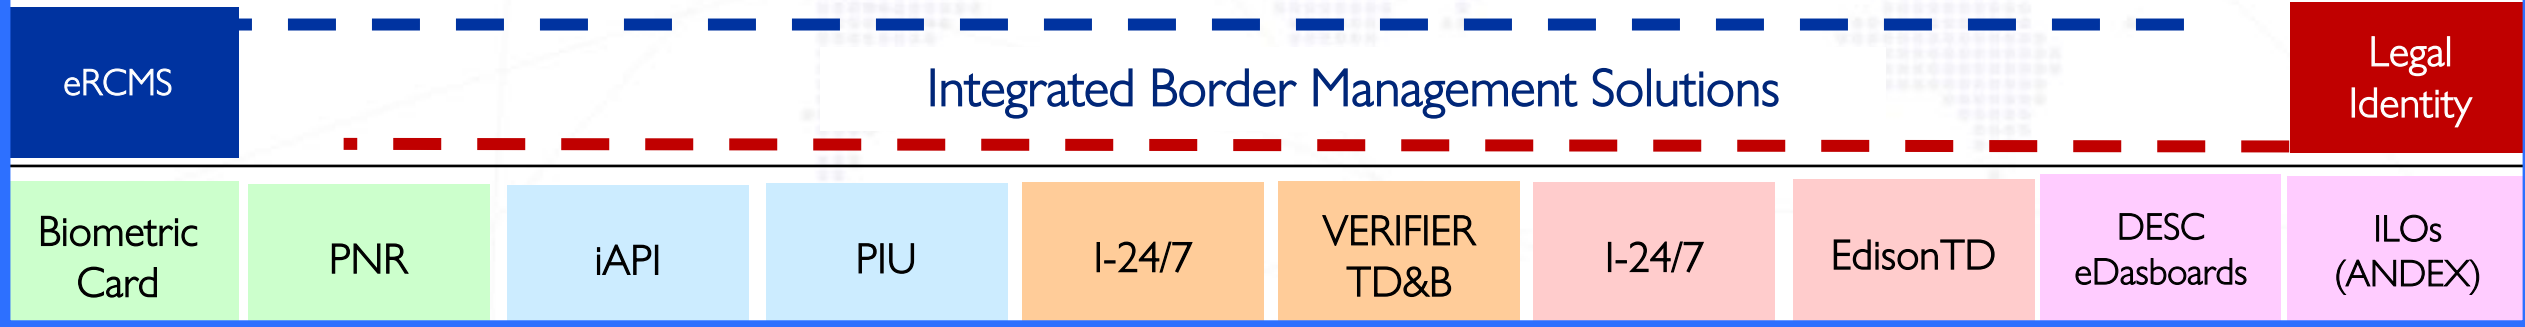 eRCMS
Integrated Border Management Solutions
Legal
Identity
Biometric
Card
PNR
iAPI
PIU
I-24/7
VERIFIER
TD&B
I-24/7
EdisonTD
DESC
eDasboards
ILOs
(ANDEX)